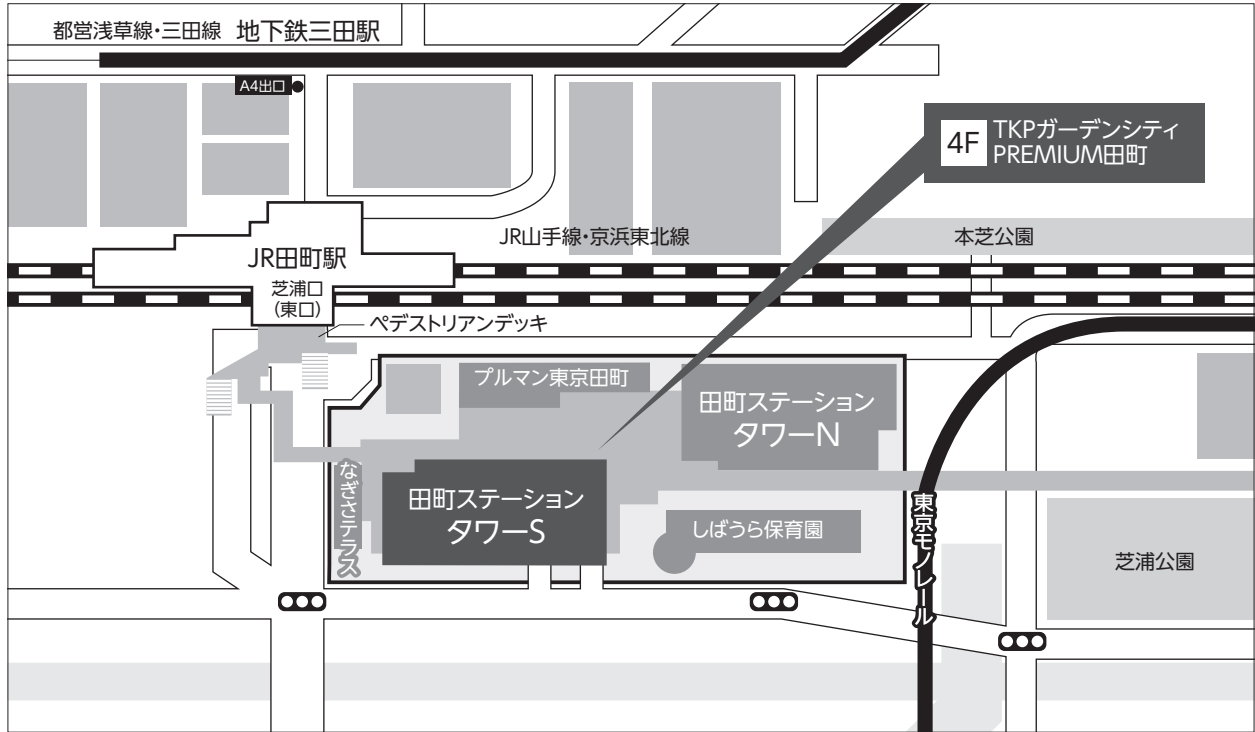 都営浅草線・三田線 地下鉄三田駅
A4出口
4F
TKPガーデンシティ
PREMIUM田町
JR山手線・京浜東北線
本芝公園
JR田町駅
芝浦口
(東口)
ペデストリアンデッキ
プルマン東京田町
田町ステーション
タワーN
なぎさテラス
田町ステーション
タワーS
しばうら保育園
東京モノレール
芝浦公園